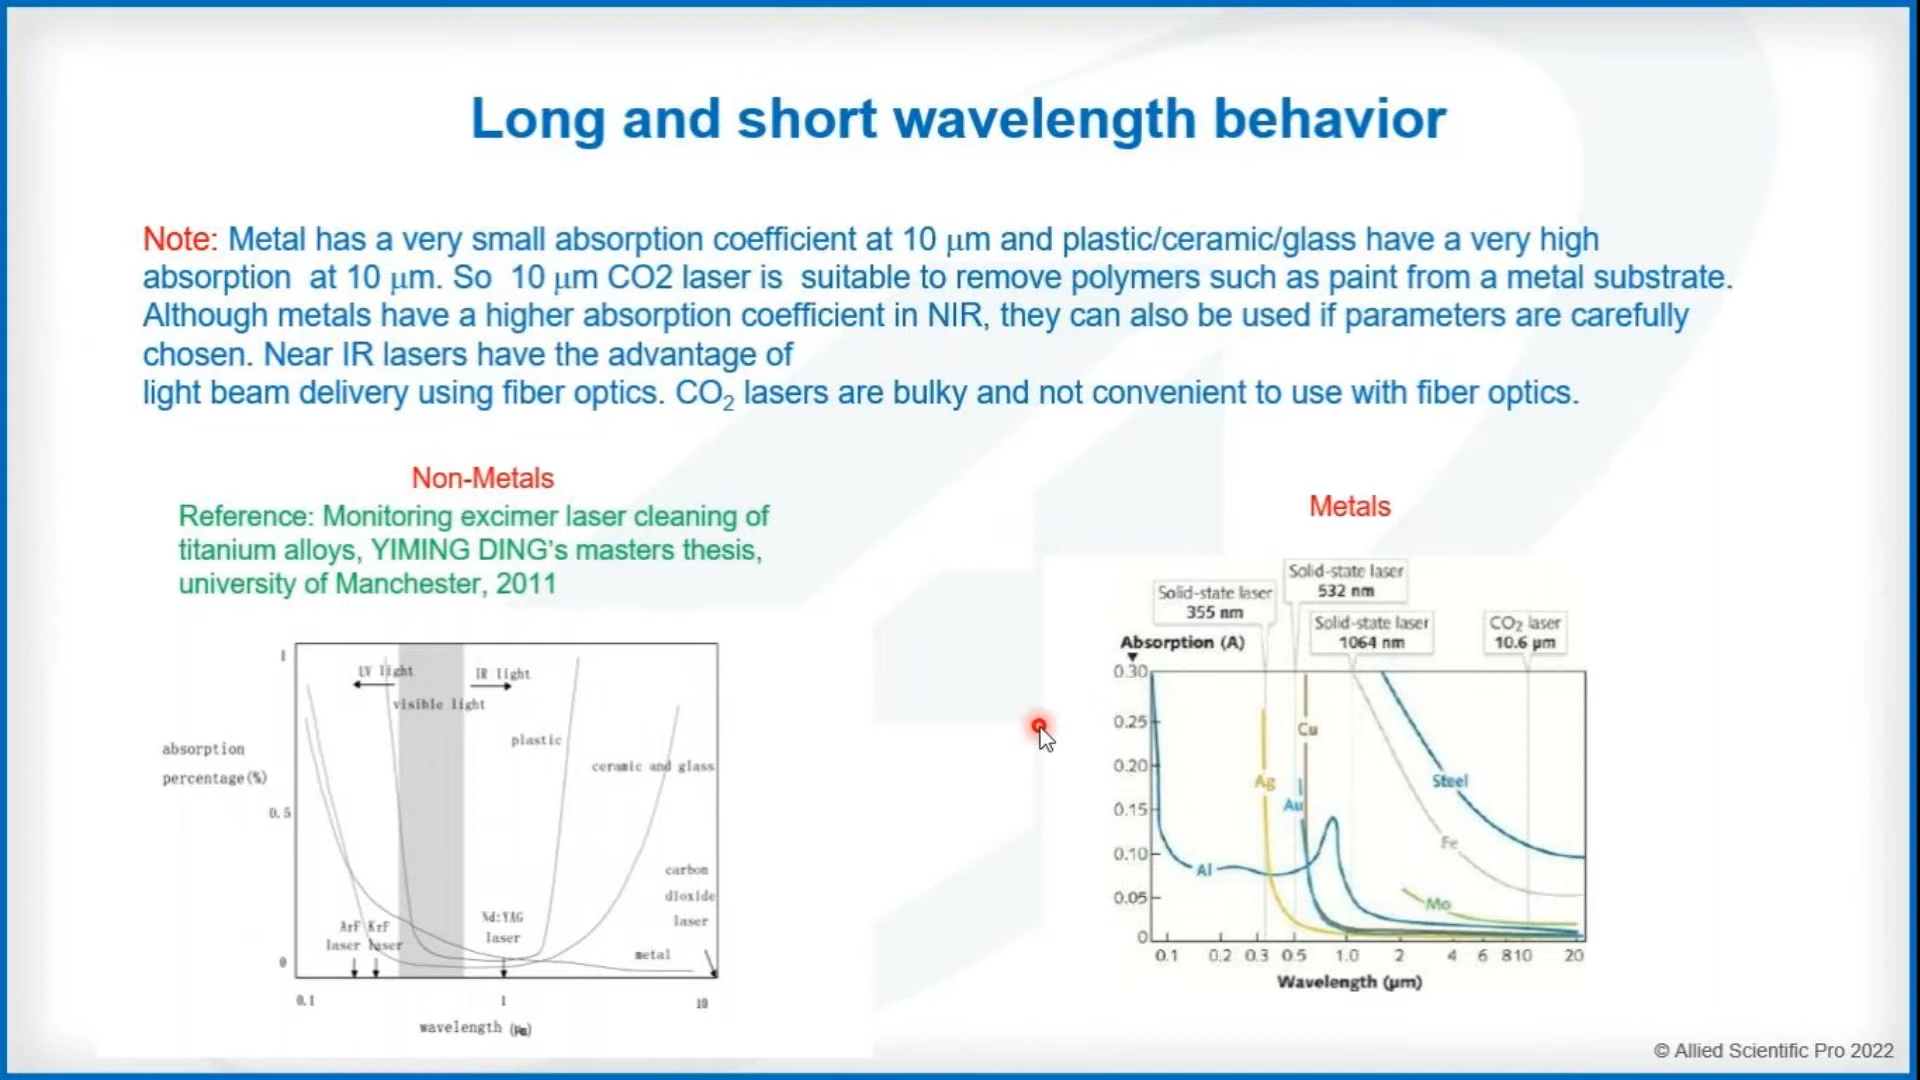 Long and short wavelength behavior
Note: Metal has a very small absorption coefficient at 10 μm and plastic/ceramic/glass have a very high
absorption at 10 μm. So 10 μm CO2 laser is suitable to remove polymers such as paint from a metal substrate.
Although metals have a higher absorption coefficient in NIR, they can also be used if parameters are carefully
chosen. Near IR lasers have the advantage of
light beam delivery using fiber optics. CO₂ lasers are bulky and not convenient to use with fiber optics.
Non-Metals
Reference: Monitoring excimer laser cleaning of
titanium alloys, YIMING DING's masters thesis,
university of Manchester, 2011
1
UV light
IR light
visible light
absorption
percentage(%)
plastic
ceramic and glass
0.5
carbon
dioxide
laser
ArF KrF
laser laser
Nd:YAG
laser
metal
0
0.1
1
10
wavelength (μm)
Metals
Solid-state laser
355 nm
Solid-state laser
532 nm
Solid-state laser
1064 nm
CO₂ laser
10.6 μm
Absorption (A)
0.30
0.25
0.20
0.15
0.10
0.05
0
Cu
Ag
Au
Al
Steel
Fe
Mo
0.1 0.2 0.3 0.5 1.0 2 4 6 8 10 20
Wavelength (μm)
© Allied Scientific Pro 2022